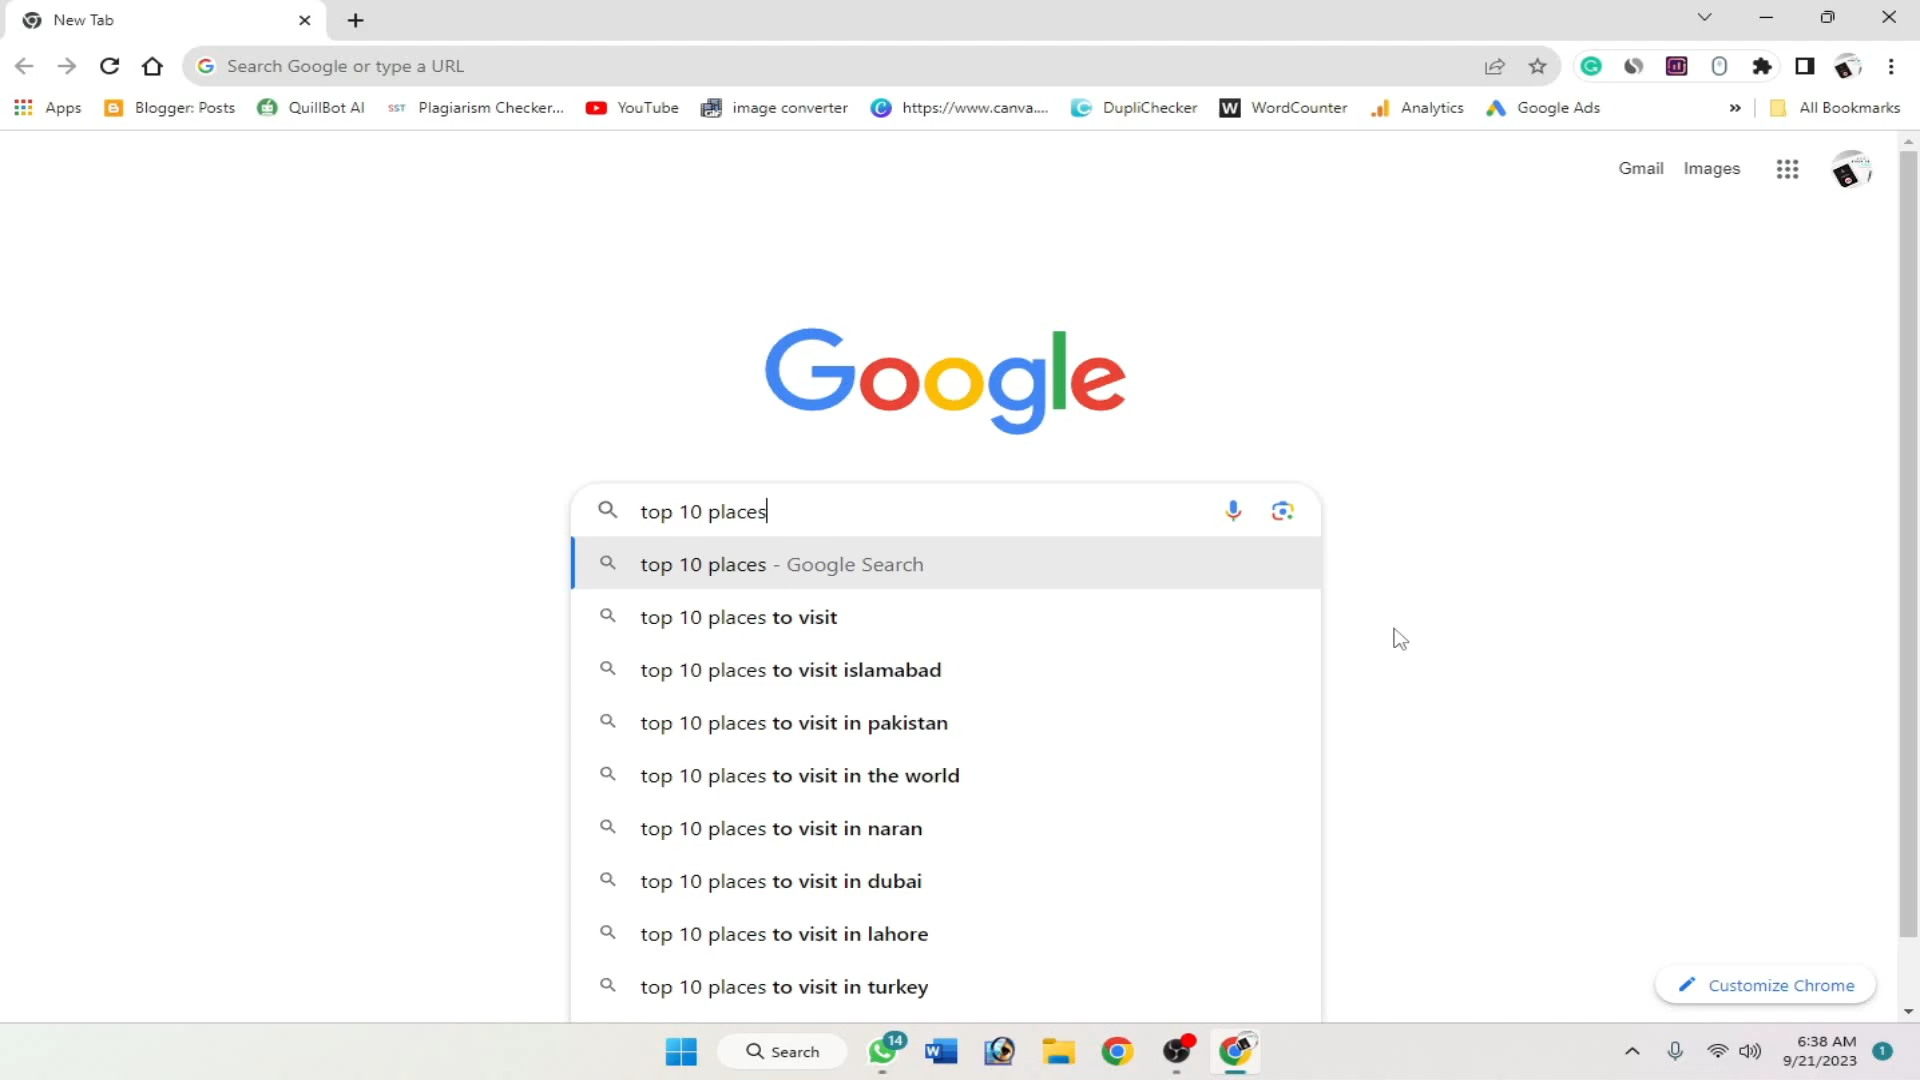 New Tab
Search Google or type a URL
Apps Blogger: Posts QuillBot AI SST Plagiarism Checker... YouTube image converter https://www.canva.... DupliChecker W WordCounter Analytics Google Ads » All Bookmarks
Gmail Images
Google
top 10 places
top 10 places - Google Search
top 10 places to visit
top 10 places to visit islamabad
top 10 places to visit in pakistan
top 10 places to visit in the world
top 10 places to visit in naran
top 10 places to visit in dubai
top 10 places to visit in lahore
top 10 places to visit in turkey
Customize Chrome
Search 14 6:38 AM 1
9/21/2023